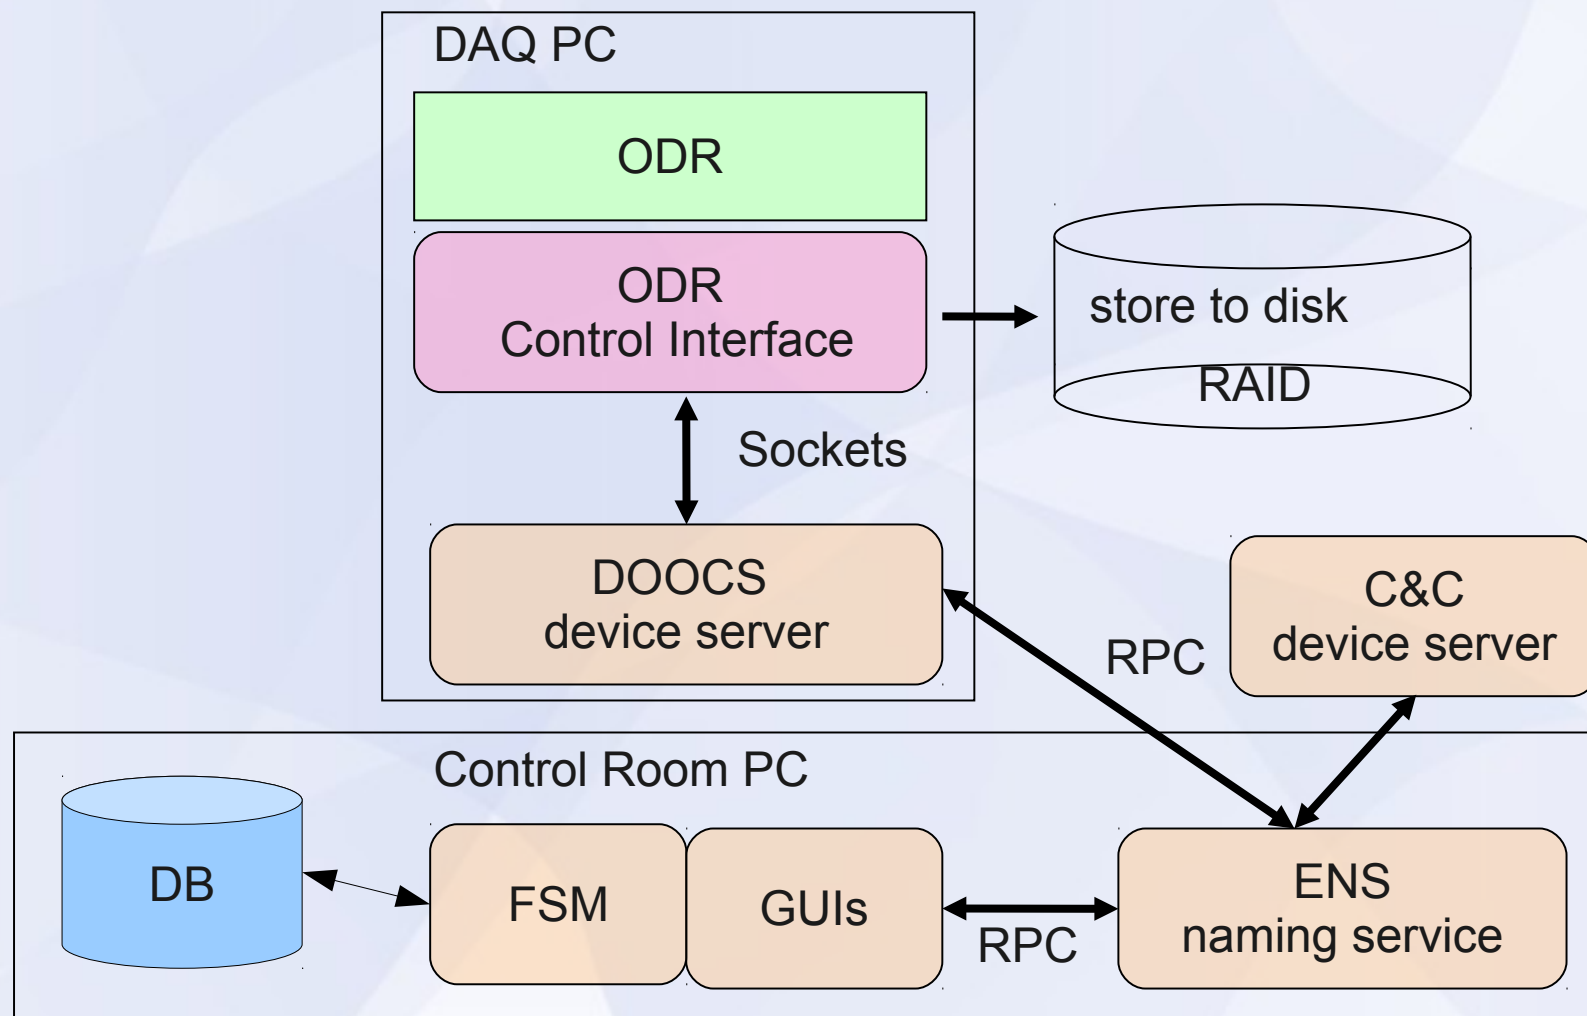 DAQ PC
ODR
ODR
Control Interface
store to disk
RAID
Sockets
DOOCS
device server
C&C
device server
RPC
Control Room PC
DB
FSM
GUIs
RPC
ENS
naming service